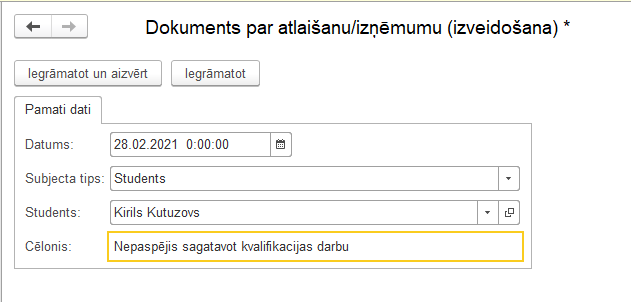 Dokuments par atlaišanu/izņēmumu (izveidošana) *
Iegrāmatot un aizvērt
Iegrāmatot
Pamati dati
Datums: 28.02.2021 0:00:00
Subjecta tips: Students
Students: Kirils Kutuzovs
Cēlonis: Nepaspējis sagatavot kvalifikacijas darbu